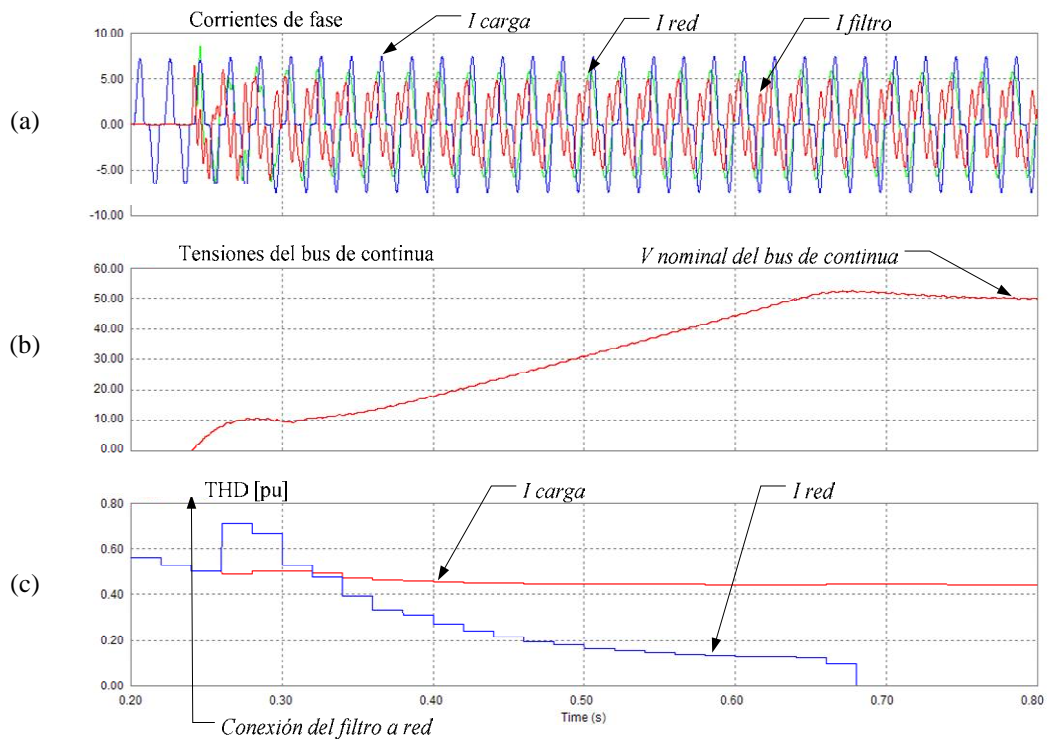 Corrientes de fase
I carga
I red
I filtro
10.00
5.00
0.00
-5.00
-10.00
(a)
Tensiones del bus de continua
V nominal del bus de continua
60.00
50.00
40.00
30.00
20.00
10.00
0.00
(b)
THD [pu]
I carga
I red
0.80
0.60
0.40
0.20
0.00
(c)
0.20 0.30 0.40 0.50 0.60 0.70 0.80
Time (s)
Conexión del filtro a red